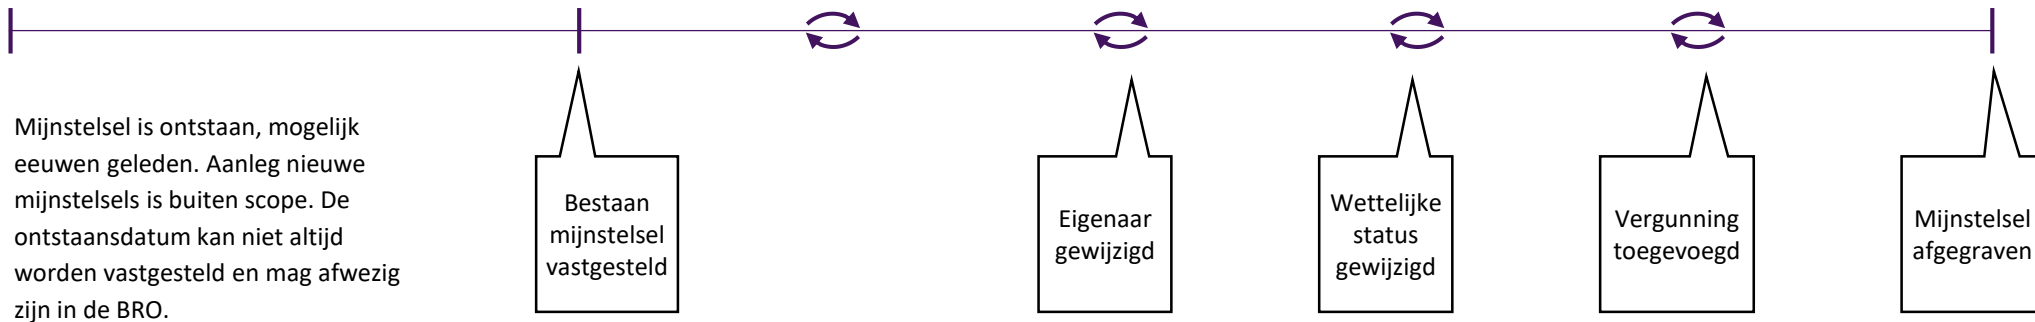 Mijnstelsel is ontstaan, mogelijk
eeuwen geleden. Aanleg nieuwe
mijnstelsels is buiten scope. De
ontstaansdatum kan niet altijd
worden vastgesteld en mag afwezig
zijn in de BRO.
Bestaan
mijnstelsel
vastgesteld
Eigenaar
gewijzigd
Wettelijke
status
gewijzigd
Vergunning
toegevoegd
Mijnstelsel
afgegraven